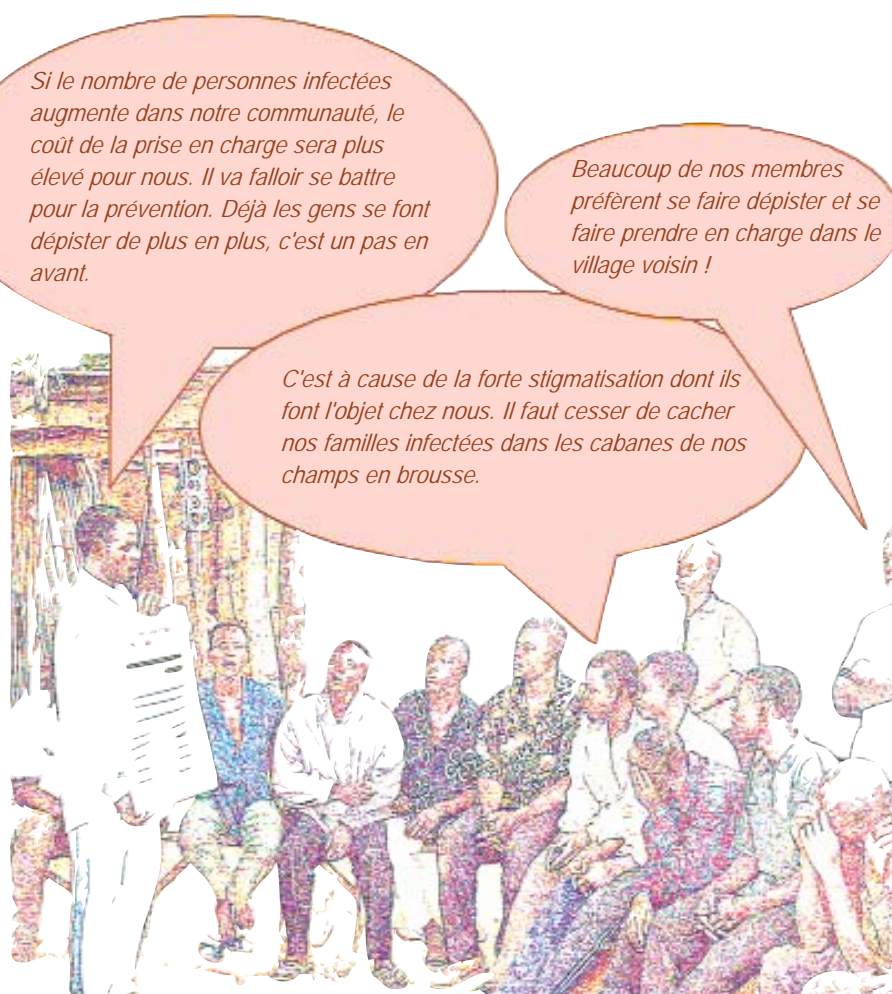 Si le nombre de personnes infectées
augmente dans notre communauté, le
coût de la prise en charge sera plus
élevé pour nous. Il va falloir se battre
pour la prévention. Déjà les gens se font
dépister de plus en plus, c'est un pas en
avant.
Beaucoup de nos membres
préfèrent se faire dépister et se
faire prendre en charge dans le
village voisin !
C'est à cause de la forte stigmatisation dont ils
font l'objet chez nous. Il faut cesser de cacher
nos familles infectées dans les cabanes de nos
champs en brousse.